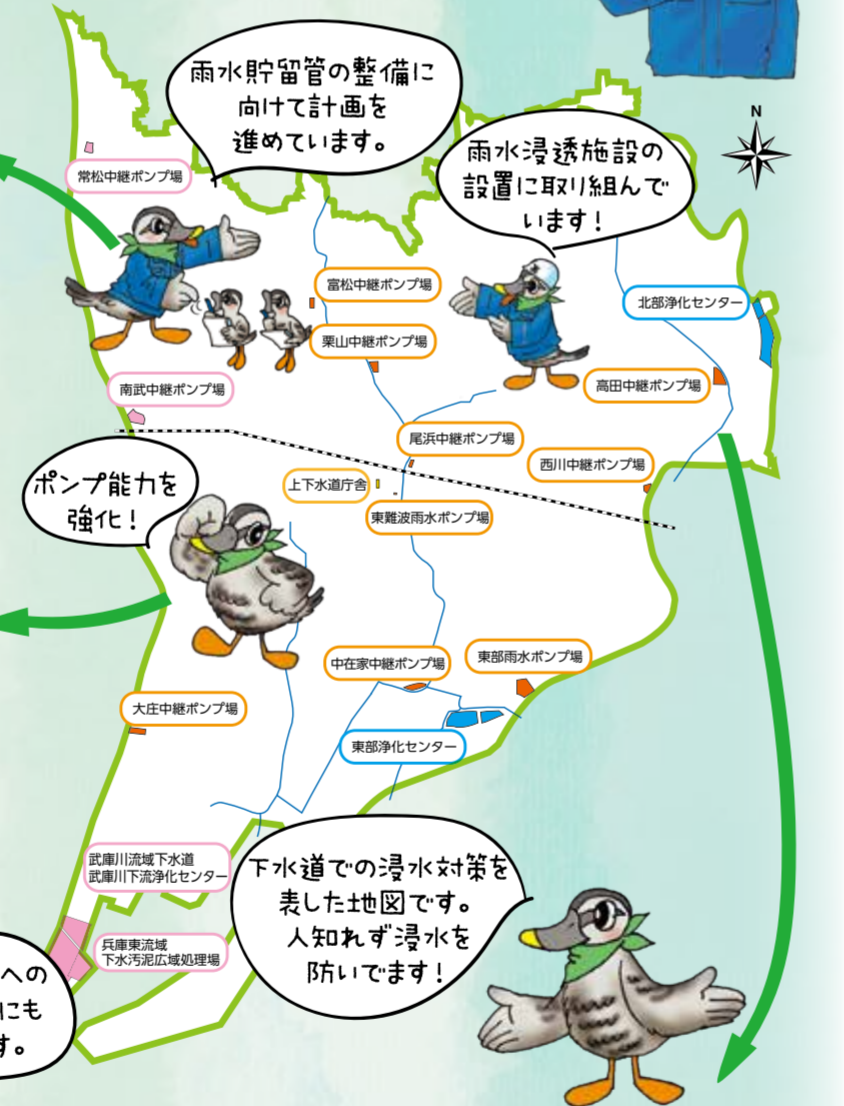 雨水貯留管の整備に
向けて計画を
進めています。
N
雨水浸透施設の
設置に取り組んで
います!
常松中継ポンプ場
富松中継ポンプ場
北部浄化センター
栗山中継ポンプ場
南武中継ポンプ場
高田中継ポンプ場
尾浜中継ポンプ場
西川中継ポンプ場
ポンプ能力を
強化!
上下水道庁舎
東難波雨水ポンプ場
中在家中継ポンプ場
東部雨水ポンプ場
大庄中継ポンプ場
東部浄化センター
武庫川流域下水道
武庫川下流浄化センター
下水道での浸水対策を
表した地図です。
人知れず浸水を
防いでます!
兵庫東流域
下水汚泥広域処理場
への
にも
す。